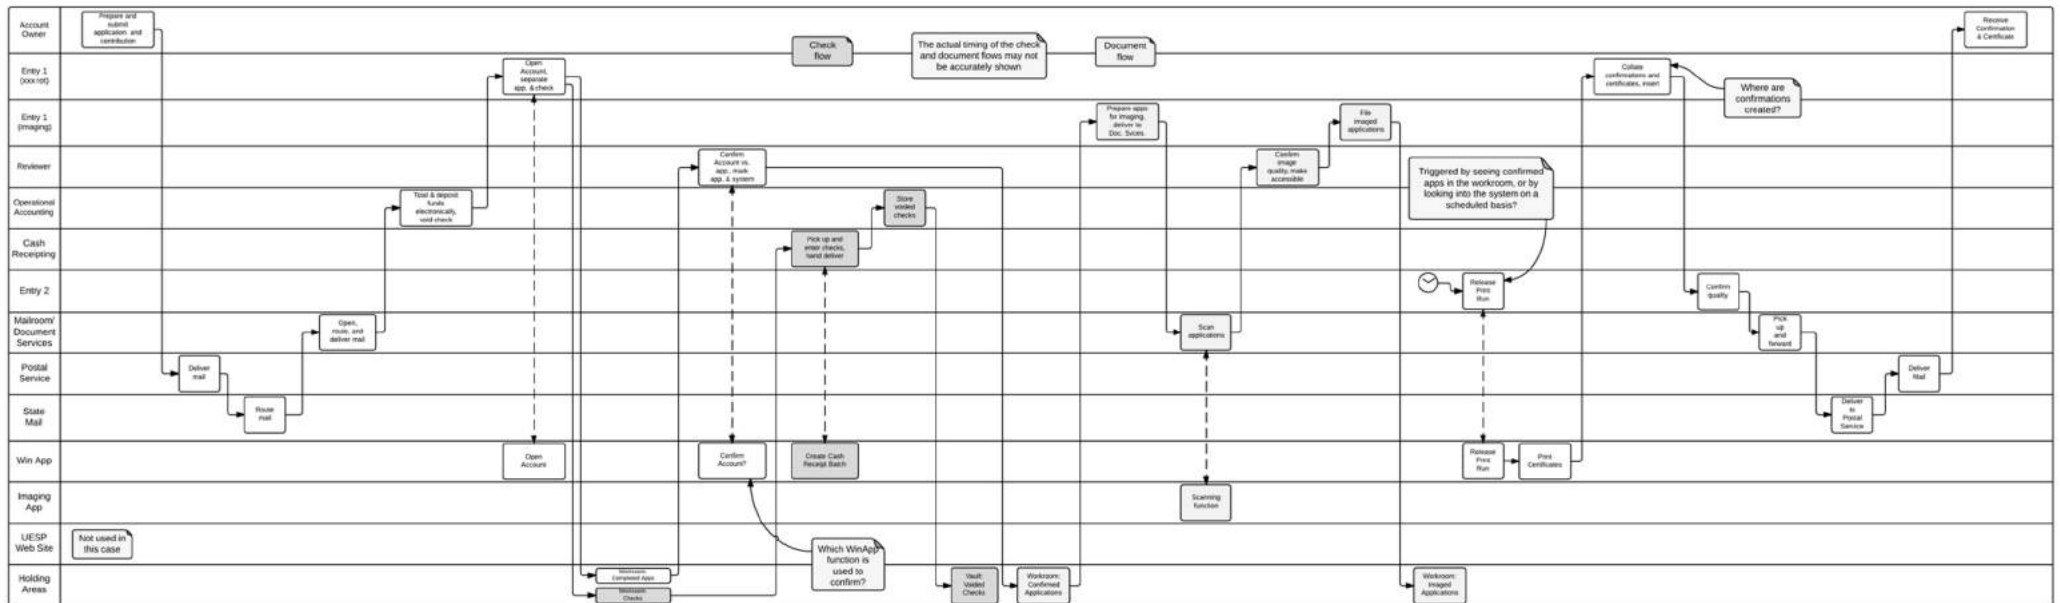 Account
Owner
Prepare and
submit
application and
contribution
Receive
Confirmation
& Certificate
Check
flow
The actual timing of the check
and document flows may not
be accurately shown
Document
flow
Entry 1
(xxx rot)
Open
Account,
separate
app. & check
Collate
confirmations and
certificates, insert
Where are
confirmations
created?
Entry 1
(imaging)
Prepare apps
for imaging,
deliver to
Doc. Svces.
File
imaged
applications
Reviewer
Confirm
Account vs.
app., mark
app. & system
Confirm
image
quality, make
accessible
Triggered by seeing confirmed
apps in the workroom, or by
looking into the system on a
scheduled basis?
Operational
Accounting
Total & deposit
funds
electronically,
void check
Store
voided
checks
Cash
Receipting
Pick up and
enter checks,
hand deliver
Entry 2
Release
Print
Run
Confirm
quality
Mailroom/
Document
Services
Open,
route, and
deliver mail
Scan
applications
Pick
up
and
forward
Postal
Service
Deliver
mail
Deliver
Mail
State
Mail
Route
mail
Deliver
to
Postal
Service
Win App
Open
Account
Confirm
Account?
Create Cash
Receipt Batch
Release
Print
Run
Print
Certificates
Imaging
App
Scanning
function
UESP
Web Site
Not used in
this case
Which WinApp
function is
used to
confirm?
Holding
Areas
Workroom:
Completed Apps
Workroom:
Checks
Vault:
Voided
Checks
Workroom:
Confirmed
Applications
Workroom:
Imaged
Applications